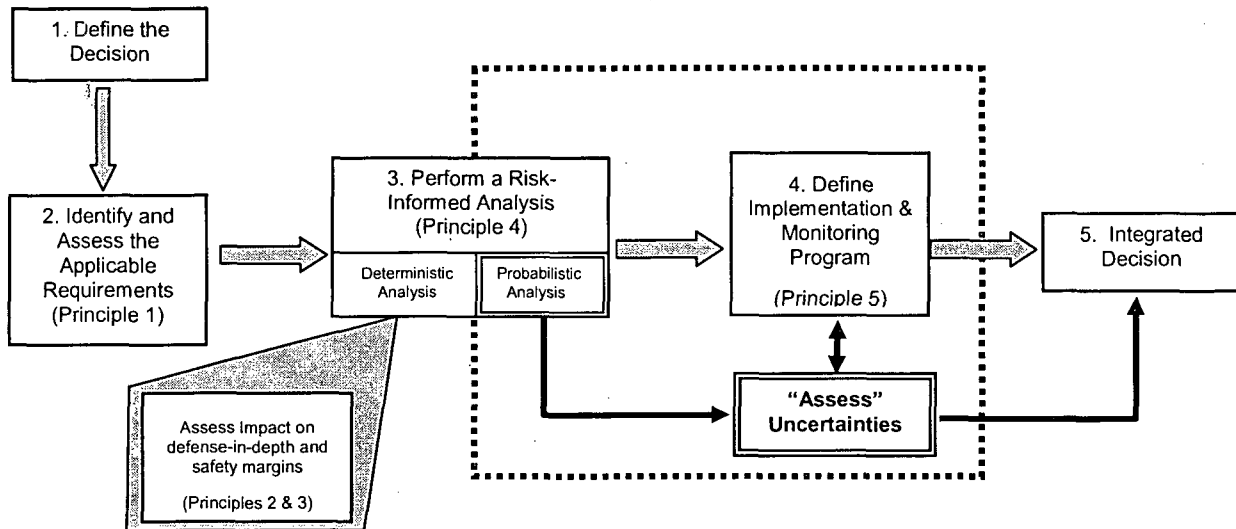 1. Define the
Decision
2. Identify and
Assess the
Applicable
Requirements
(Principle 1)
3. Perform a Risk-
Informed Analysis
(Principle 4)
Deterministic
Analysis
Probabilistic
Analysis
Assess Impact on
defense-in-depth and
safety margins
(Principles 2 & 3)
4. Define
Implementation &
Monitoring
Program
(Principle 5)
"Assess"
Uncertainties
5. Integrated
Decision